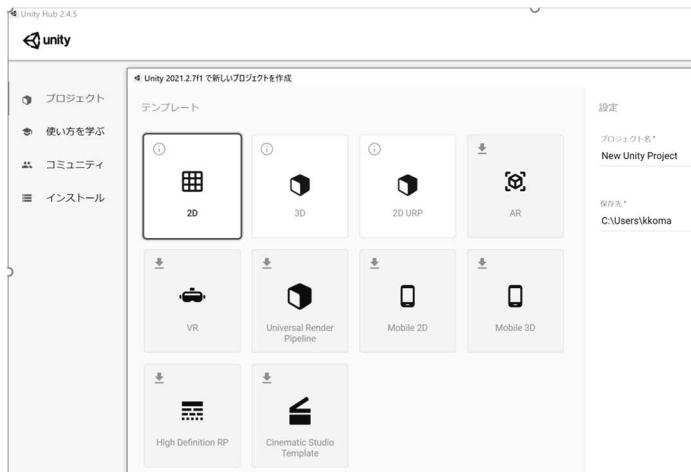 Unity Hub 2.4.5
unity
プロジェクト
使い方を学ぶ
コミュニティ
インストール
Unity 2021.2.7f1 で新しいプロジェクトを作成
テンプレート
2D
3D
2D URP
AR
VR
Universal Render
Pipeline
Mobile 2D
Mobile 3D
High Definition RP
Cinematic Studio
Template
設定
プロジェクト名*
New Unity Project
保存先*
C:\Users\kkoma